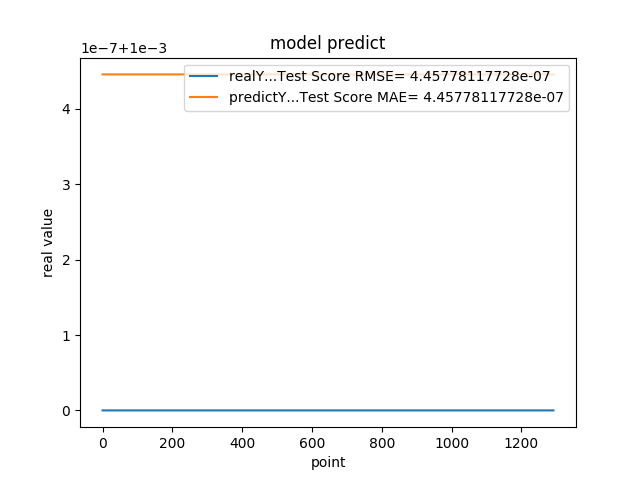 model predict
1e−7+1e−3
realY...Test Score RMSE= 4.45778117728e-07
predictY...Test Score MAE= 4.45778117728e-07
4
3
2
1
0
real value
0 200 400 600 800 1000 1200
point